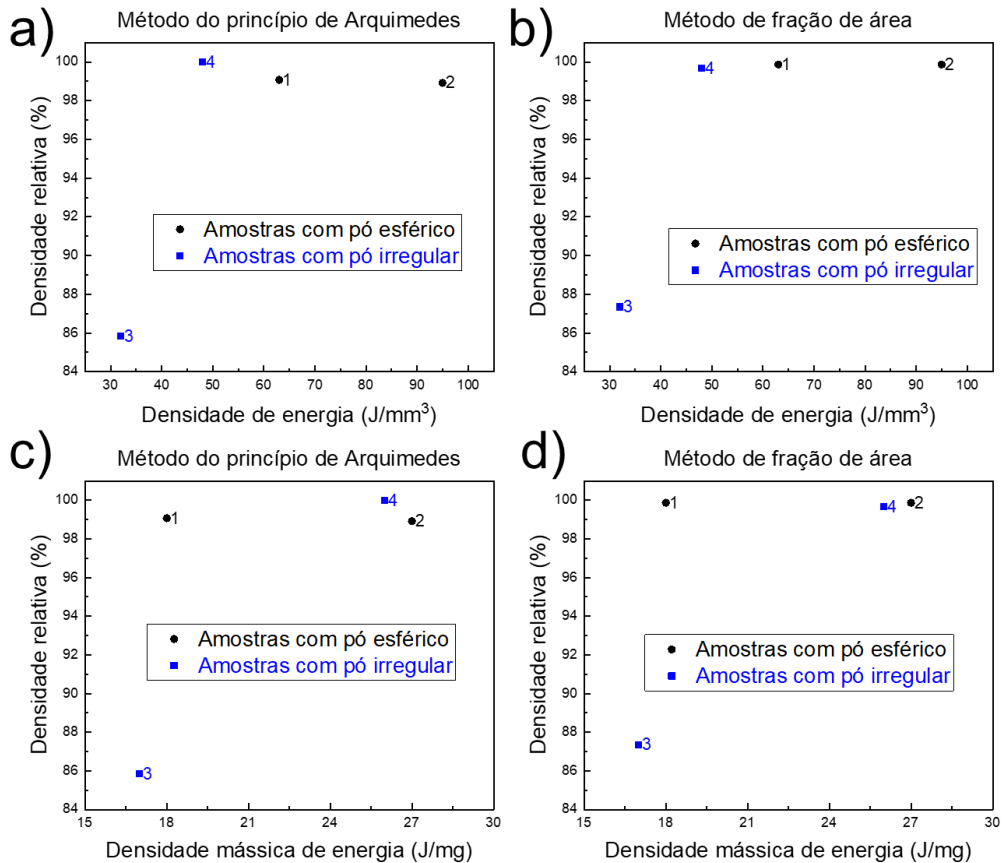 a)
Método do princípio de Arquimedes
100
98
96
94
92
90
88
86
84
Densidade relativa (%)
4
1
2
3
Amostras com pó esférico
Amostras com pó irregular
30 40 50 60 70 80 90 100
Densidade de energia (J/mm³)
b)
Método de fração de área
100
98
96
94
92
90
88
86
84
Densidade relativa (%)
4
1
2
3
Amostras com pó esférico
Amostras com pó irregular
30 40 50 60 70 80 90 100
Densidade de energia (J/mm³)
c)
Método do princípio de Arquimedes
100
98
96
94
92
90
88
86
84
Densidade relativa (%)
1
4
2
3
Amostras com pó esférico
Amostras com pó irregular
15 18 21 24 27 30
Densidade mássica de energia (J/mg)
d)
Método de fração de área
100
98
96
94
92
90
88
86
84
Densidade relativa (%)
1
4
2
3
Amostras com pó esférico
Amostras com pó irregular
15 18 21 24 27 30
Densidade mássica de energia (J/mg)